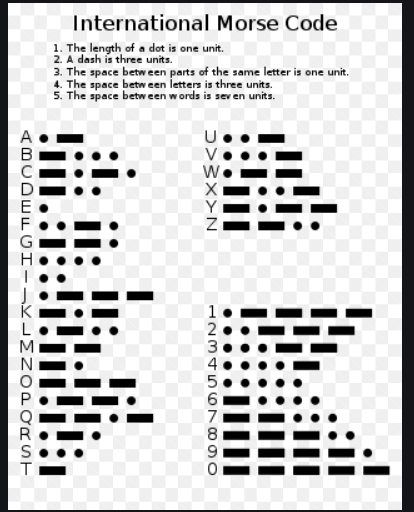 International Morse Code
1. The length of a dot is one unit.
2. A dash is three units.
3. The space between parts of the same letter is one unit.
4. The space between letters is three units.
5. The space between words is seven units.
A
B
C
D
E
F
G
H
I
J
K
L
M
N
O
P
Q
R
S
T
U
V
W
X
Y
Z
1
2
3
4
5
6
7
8
9
0